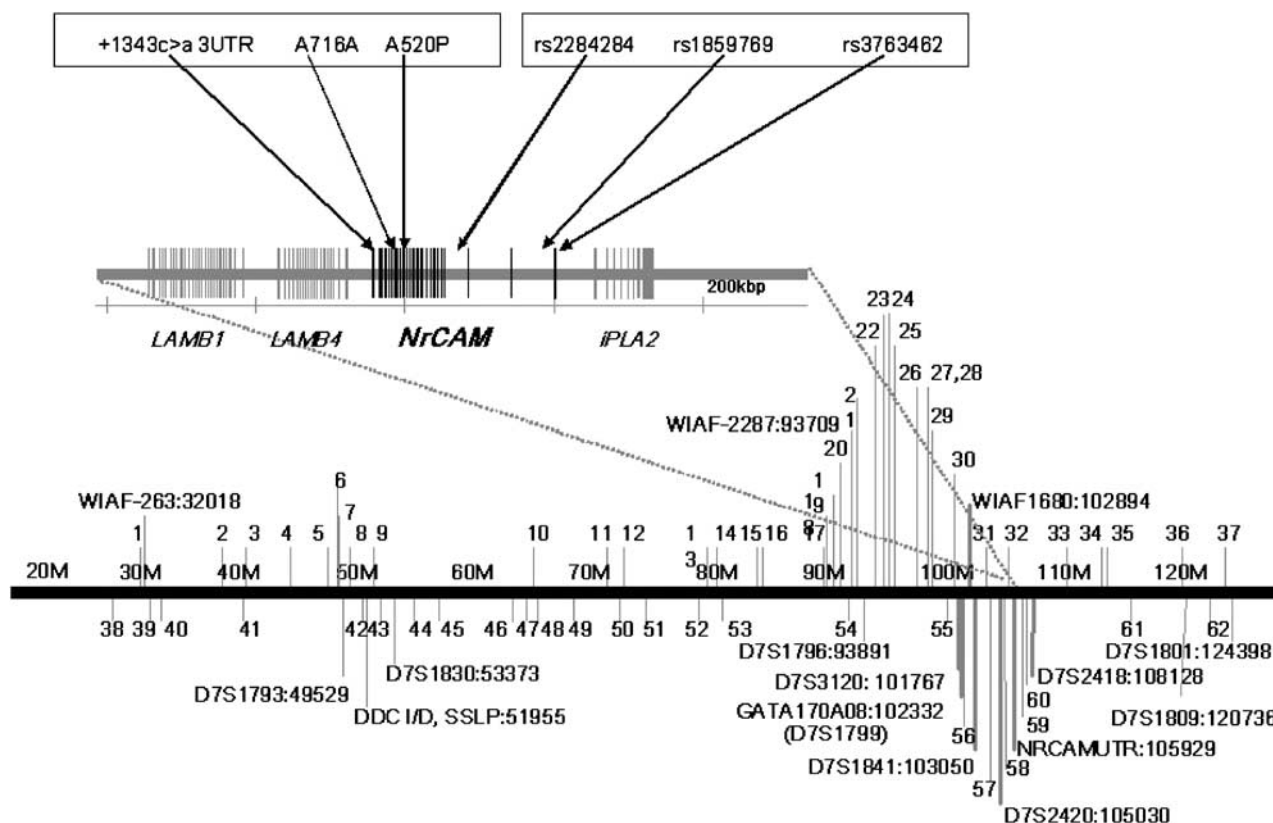 +1343c>a 3UTR A716A A520P rs2284284 rs1859769 rs3763462
200kbp
LAMB1 LAMB4 NrCAM iPLA2
23 24
22 25
26 27,28
2
WIAF-2287:93709 1 29
20 30
6 1
WIAF-263:32018 1 9 WIAF1680:102894
7 8
1 2 3 4 5 8 9 10 11 12 1 14 15 16 17 31 32 33 34 35 36 37
3
20M 30M 40M 50M 60M 70M 80M 90M 100M 110M 120M
38 39 40 41 42 43 44 45 46 47 48 49 50 51 52 53 54 55 61 62
D7S1796:93891 D7S1801:124398
D7S1793:49529 D7S1830:53373 D7S3120:101767 D7S2418:108128
DDC I/D, SSLP:51955 GATA170A08:102332 60 D7S1809:120736
(D7S1799) 56 59
NRCAMUTR:105929
D7S1841:103050 58
57
D7S2420:105030